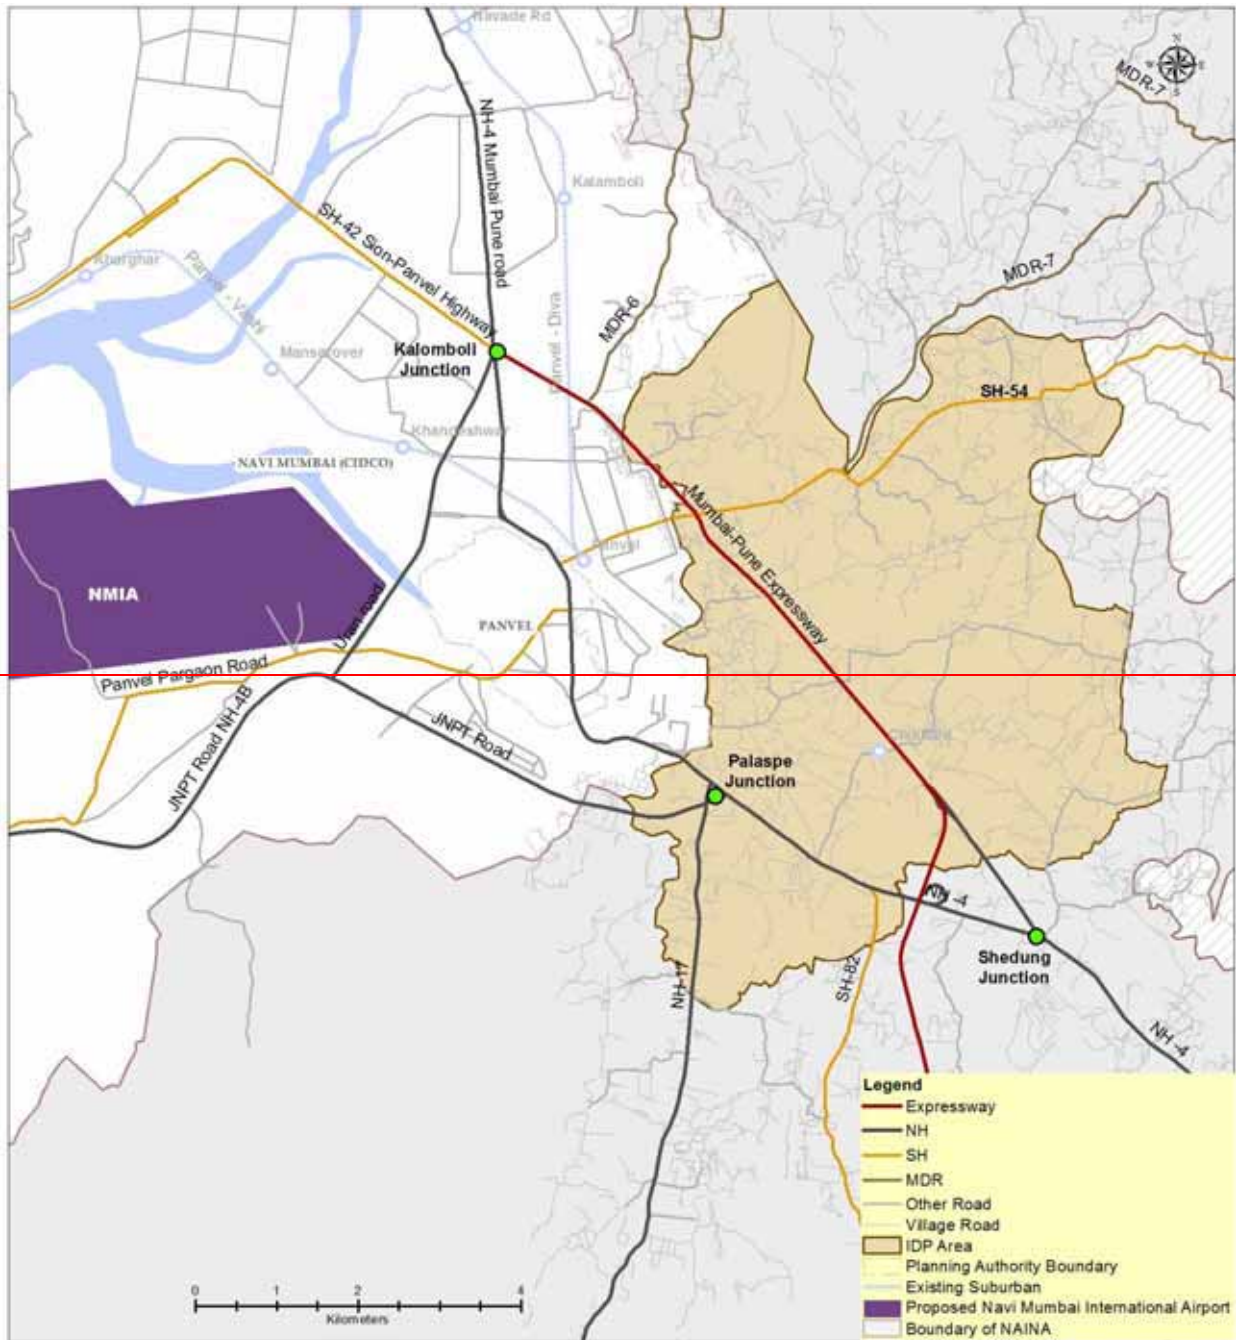 Navade Rd
MDR-7
NH-4 Mumbai Pune road
Kalamboli
SH-42 Sion-Panvel Highway
Kharghar
Panvel - Vashi
MDR-7
Panvel - Diva
MDR-6
Mansarover
Kalomboli
Junction
SH-54
Khandeshwar
NAVI MUMBAI (CIDCO)
Mumbai-Pune Expressway
Panvel
NMIA
Uran road
PANVEL
Panvel Pargaon Road
JNPT Road NH-4B
JNPT Road
Palaspe
Junction
NH -4
Shedung
Junction
NH-17
SH-82
NH -4
Legend
Expressway
NH
SH
MDR
Other Road
Village Road
IDP Area
Planning Authority Boundary
Existing Suburban
Proposed Navi Mumbai International Airport
Boundary of NAINA
0 2 4
Kilometers